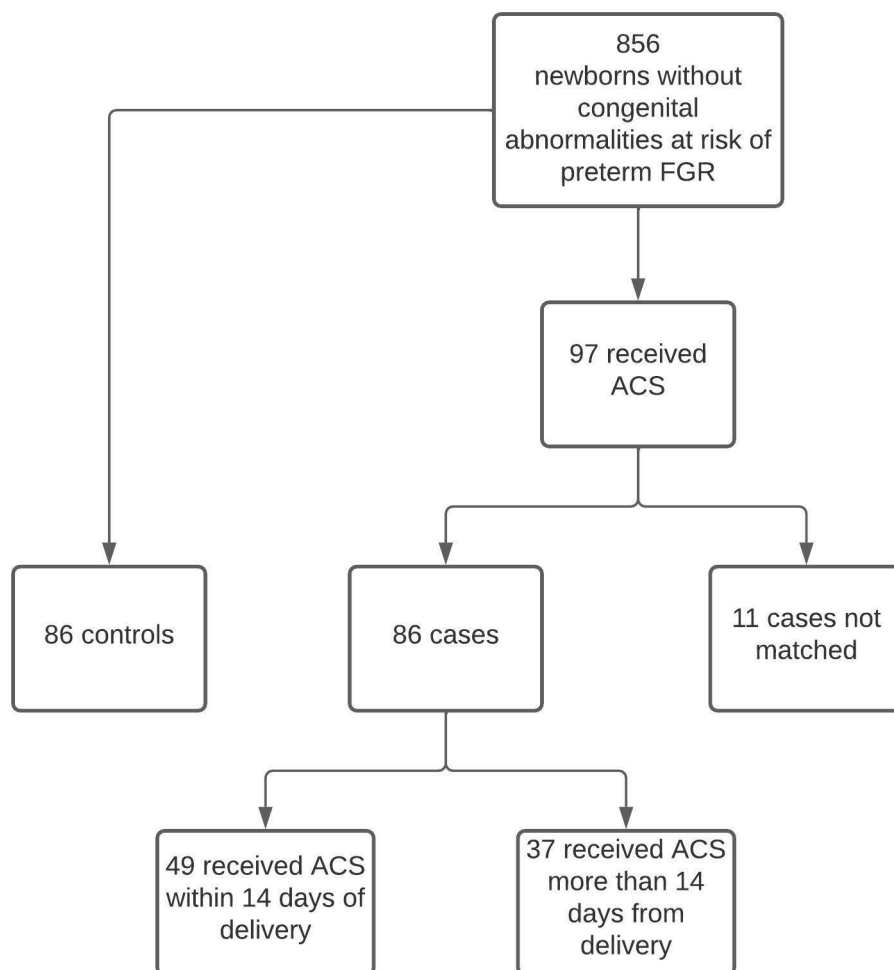 856
newborns without
congenital
abnormalities at risk of
preterm FGR
97 received
ACS
86 controls
86 cases
11 cases not
matched
49 received ACS
within 14 days of
delivery
37 received ACS
more than 14
days from
delivery